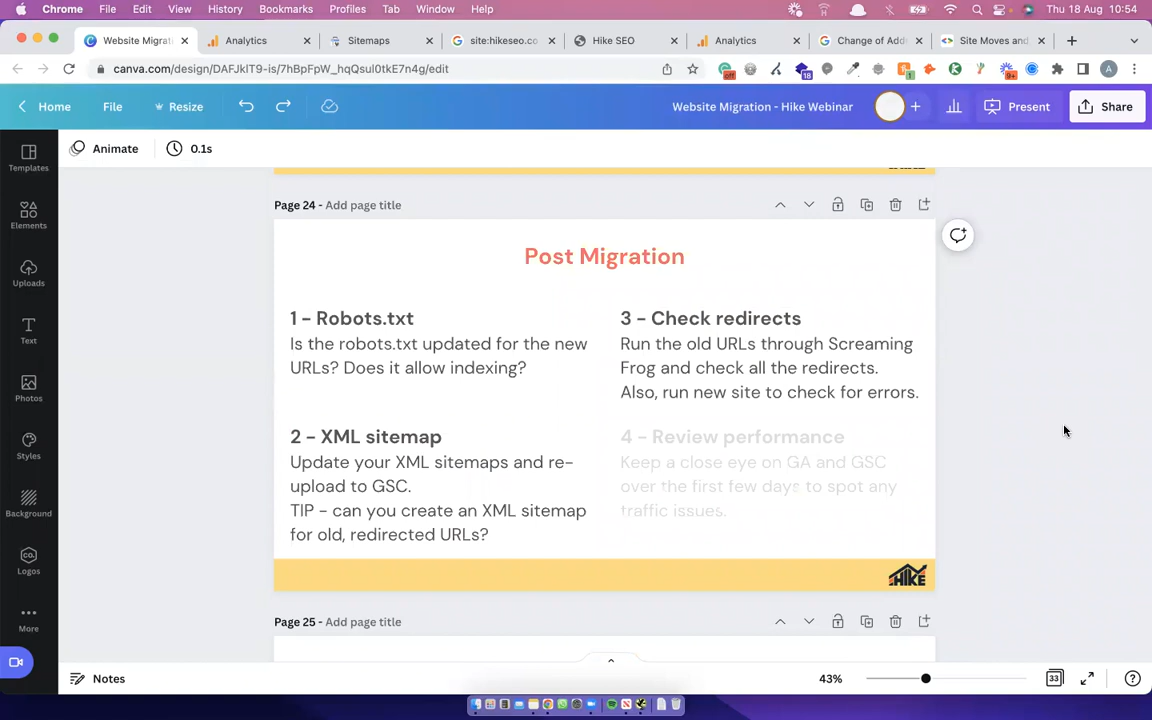 Chrome File Edit View History Bookmarks Profiles Tab Window Help Thu 18 Aug 10:54
Website Migrat Analytics Sitemaps site:hikeseo.co Hike SEO Analytics Change of Add Site Moves and
canva.com/design/DAFJklT9-is/7hBpFpW_hqQsul0tkE7n4g/edit off 18 1 9+ A
Home File Resize Website Migration - Hike Webinar Present Share
Animate 0.1s
Templates
Elements
Uploads
Text
Photos
Styles
Background
CO.
Logos
More
Page 24 - Add page title
Post Migration
1 - Robots.txt
Is the robots.txt updated for the new
URLs? Does it allow indexing?
2 - XML sitemap
Update your XML sitemaps and re-
upload to GSC.
TIP - can you create an XML sitemap
for old, redirected URLs?
3 - Check redirects
Run the old URLs through Screaming
Frog and check all the redirects.
Also, run new site to check for errors.
4 - Review performance
Keep a close eye on GA and GSC
over the first few days to spot any
traffic issues.
HIKE
Page 25 - Add page title
Notes 43% 33